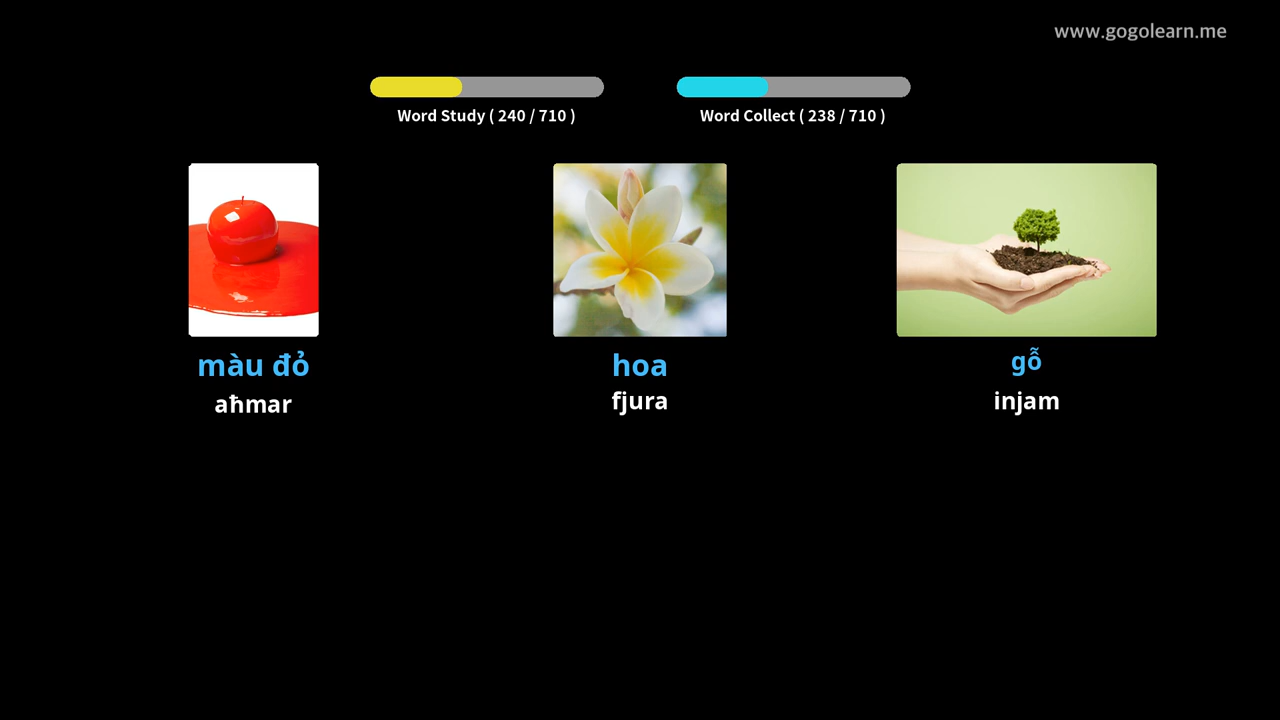 www.gogolearn.me
Word Study ( 240 / 710 )
Word Collect ( 238 / 710 )
màu đỏ
aħmar
hoa
fjura
gỗ
injam